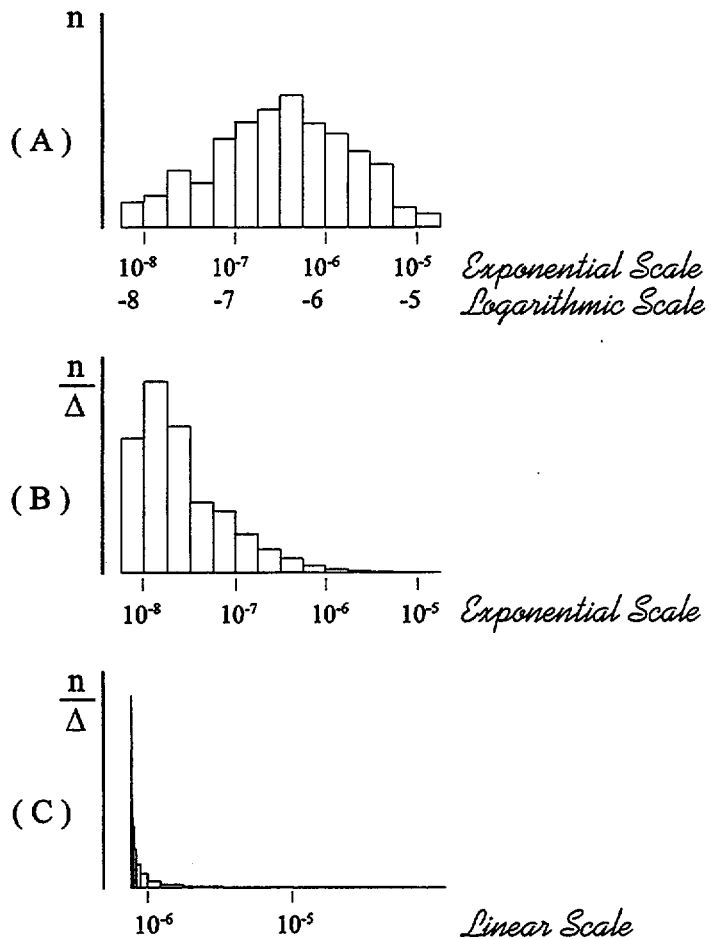 n
( A )
10⁻⁸ 10⁻⁷ 10⁻⁶ 10⁻⁵ Exponential Scale
-8 -7 -6 -5 Logarithmic Scale
n
Δ
( B )
10⁻⁸ 10⁻⁷ 10⁻⁶ 10⁻⁵ Exponential Scale
n
Δ
( C )
10⁻⁶ 10⁻⁵ Linear Scale